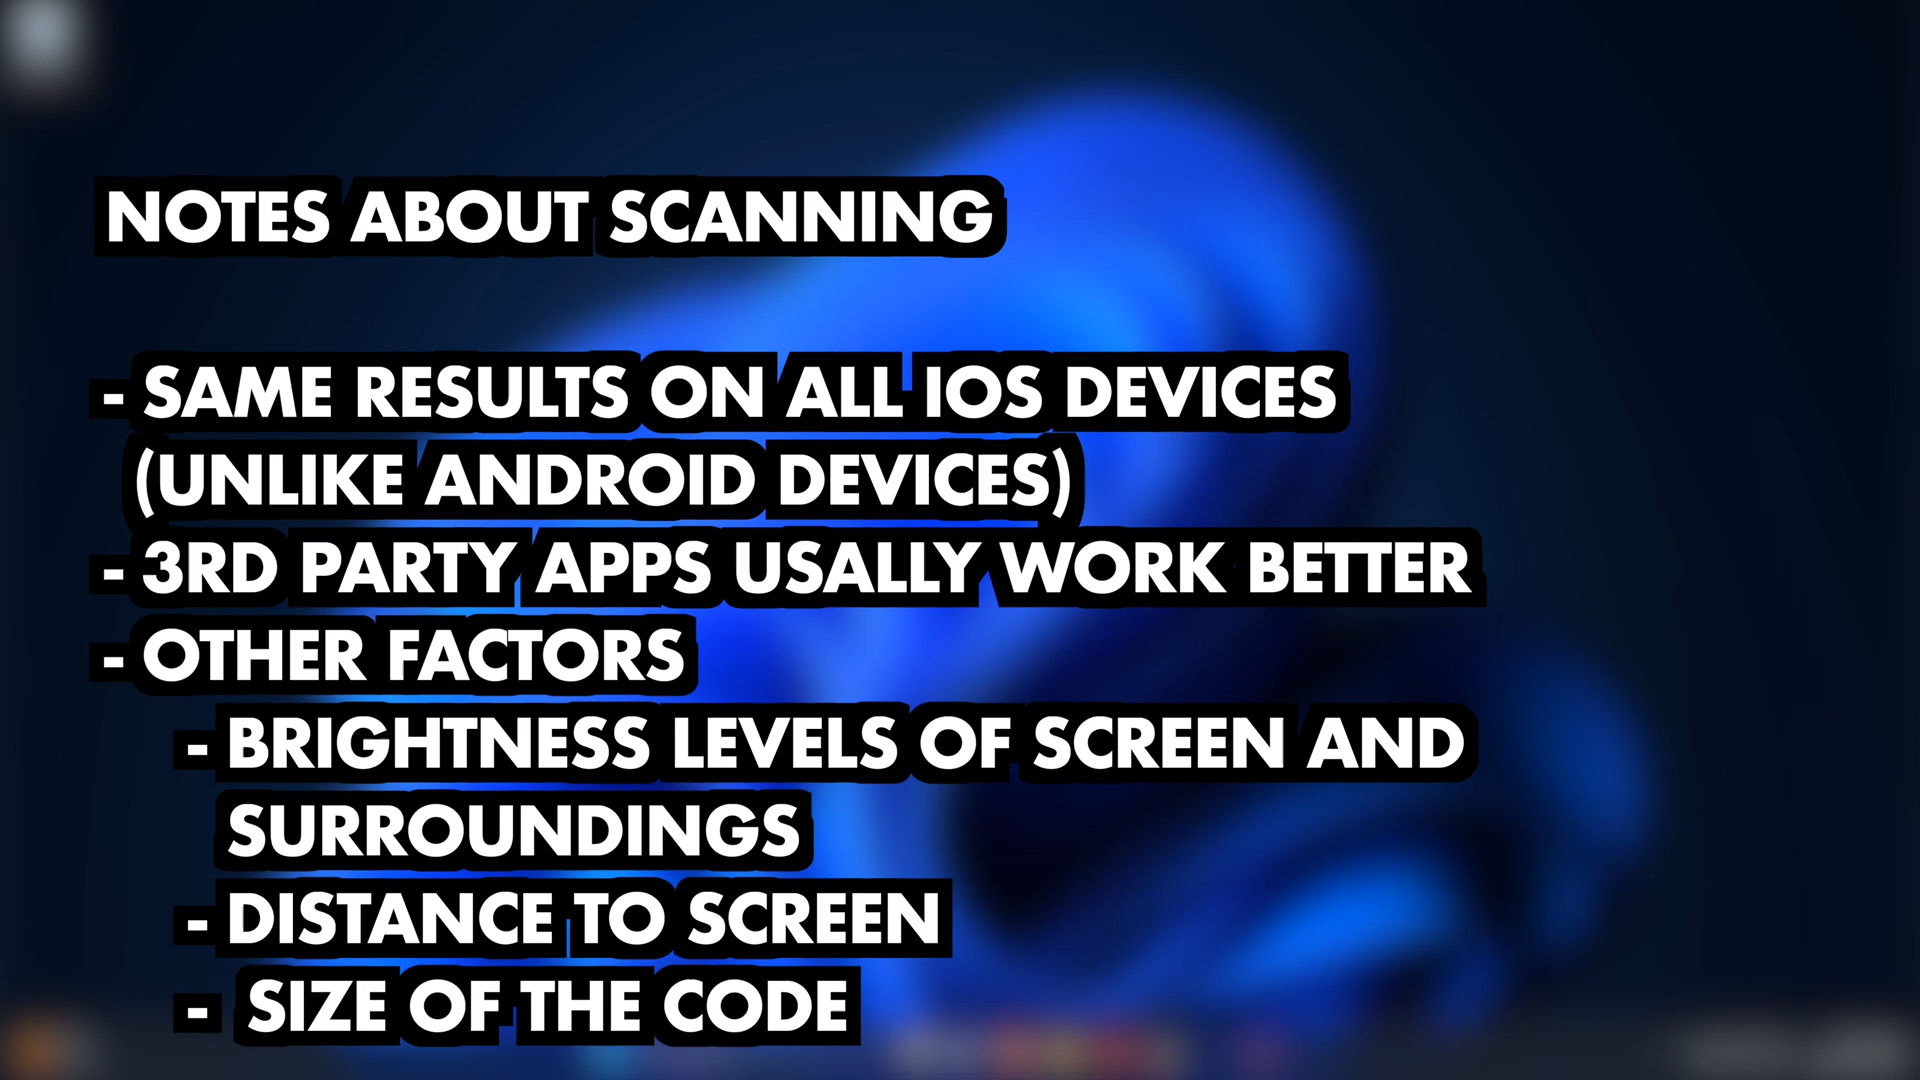 NOTES ABOUT SCANNING
- SAME RESULTS ON ALL IOS DEVICES
(UNLIKE ANDROID DEVICES)
- 3RD PARTY APPS USALLY WORK BETTER
- OTHER FACTORS
- BRIGHTNESS LEVELS OF SCREEN AND
SURROUNDINGS
- DISTANCE TO SCREEN
- SIZE OF THE CODE